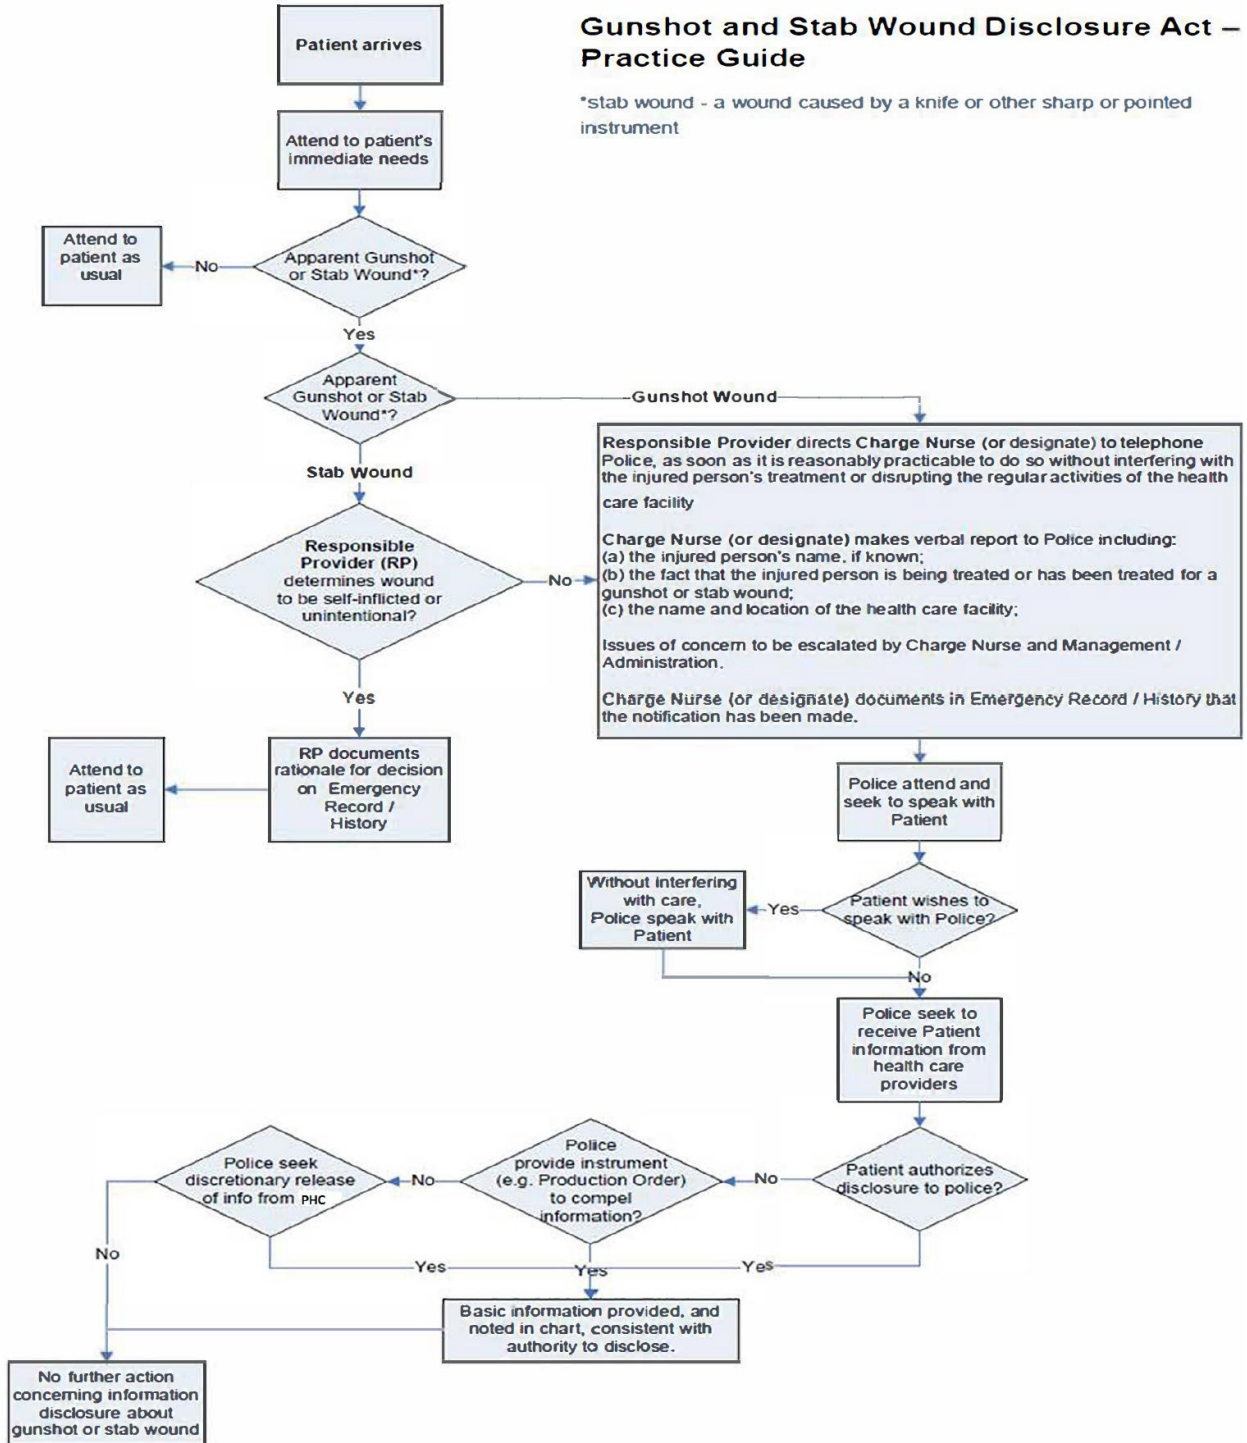 Gunshot and Stab Wound Disclosure Act –
Practice Guide
*stab wound - a wound caused by a knife or other sharp or pointed
instrument
Patient arrives
Attend to patient's
immediate needs
Apparent Gunshot
or Stab Wound*?
No
Attend to
patient as
usual
Yes
Apparent
Gunshot or Stab
Wound*?
Gunshot Wound
Stab Wound
Responsible
Provider (RP)
determines wound
to be self-inflicted or
unintentional?
No
Yes
RP documents
rationale for decision
on Emergency
Record /
History
Attend to
patient as
usual
Responsible Provider directs Charge Nurse (or designate) to telephone
Police, as soon as it is reasonably practicable to do so without interfering with
the injured person's treatment or disrupting the regular activities of the health
care facility
Charge Nurse (or designate) makes verbal report to Police including:
(a) the injured person's name, if known;
(b) the fact that the injured person is being treated or has been treated for a
gunshot or stab wound;
(c) the name and location of the health care facility;
Issues of concern to be escalated by Charge Nurse and Management /
Administration.
Charge Nurse (or designate) documents in Emergency Record / History that
the notification has been made.
Police attend and
seek to speak with
Patient
Patient wishes to
speak with Police?
Yes
Without interfering
with care,
Police speak with
Patient
No
Police seek to
receive Patient
information from
health care
providers
Patient authorizes
disclosure to police?
No
Police
provide instrument
(e.g. Production Order)
to compel
information?
No
Police seek
discretionary release
of info from PHC
No
Yes
Yes
Yes
Basic information provided, and
noted in chart, consistent with
authority to disclose.
No further action
concerning information
disclosure about
gunshot or stab wound